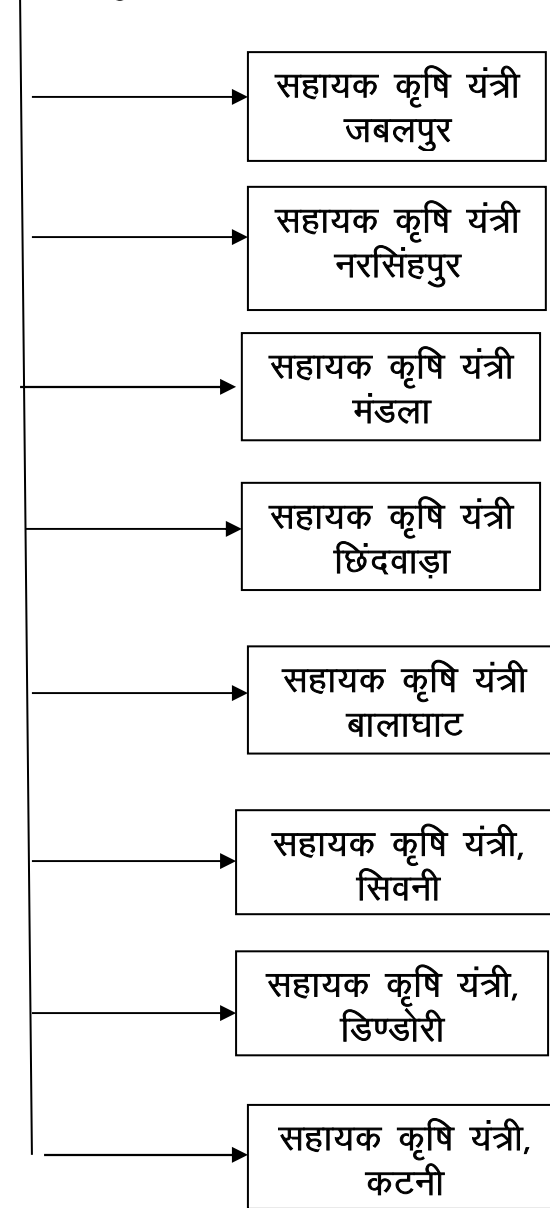 सहायक कृषि यंत्री
जबलपुर
सहायक कृषि यंत्री
नरसिंहपुर
सहायक कृषि यंत्री
मंडला
सहायक कृषि यंत्री
छिंदवाड़ा
सहायक कृषि यंत्री
बालाघाट
सहायक कृषि यंत्री,
सिवनी
सहायक कृषि यंत्री,
डिण्डोरी
सहायक कृषि यंत्री,
कटनी